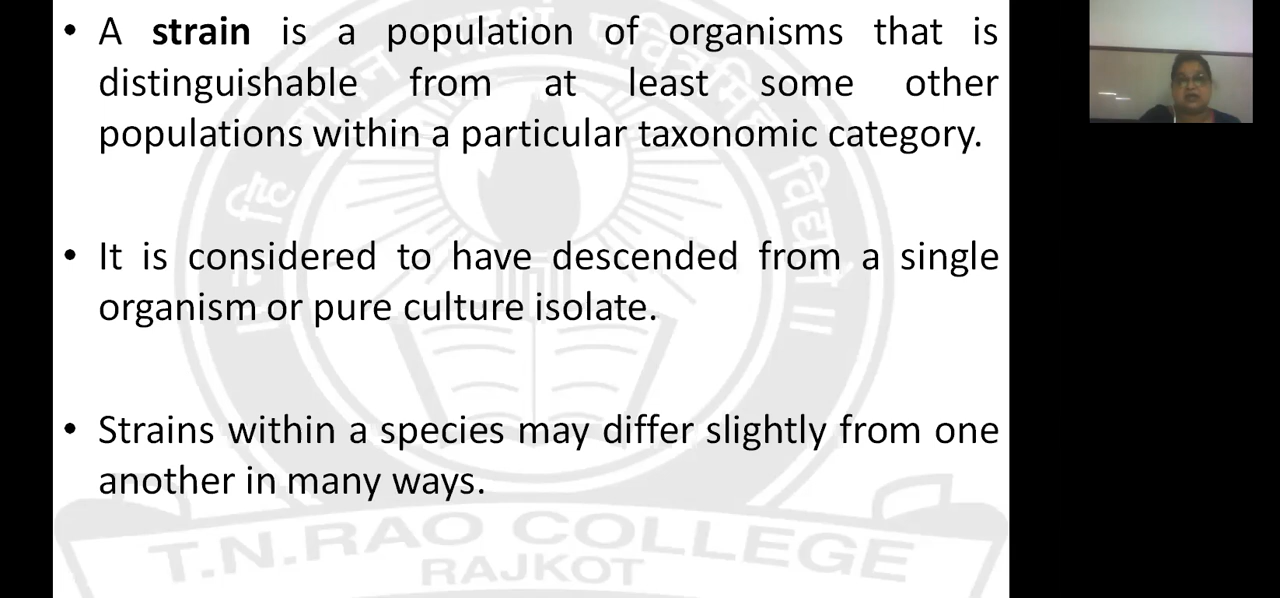 • A strain is a population of organisms that is
distinguishable from at least some other
populations within a particular taxonomic category.
• It is considered to have descended from a single
organism or pure culture isolate.
• Strains within a species may differ slightly from one
another in many ways.
T.N.RAO COLLEGE
RAJKOT